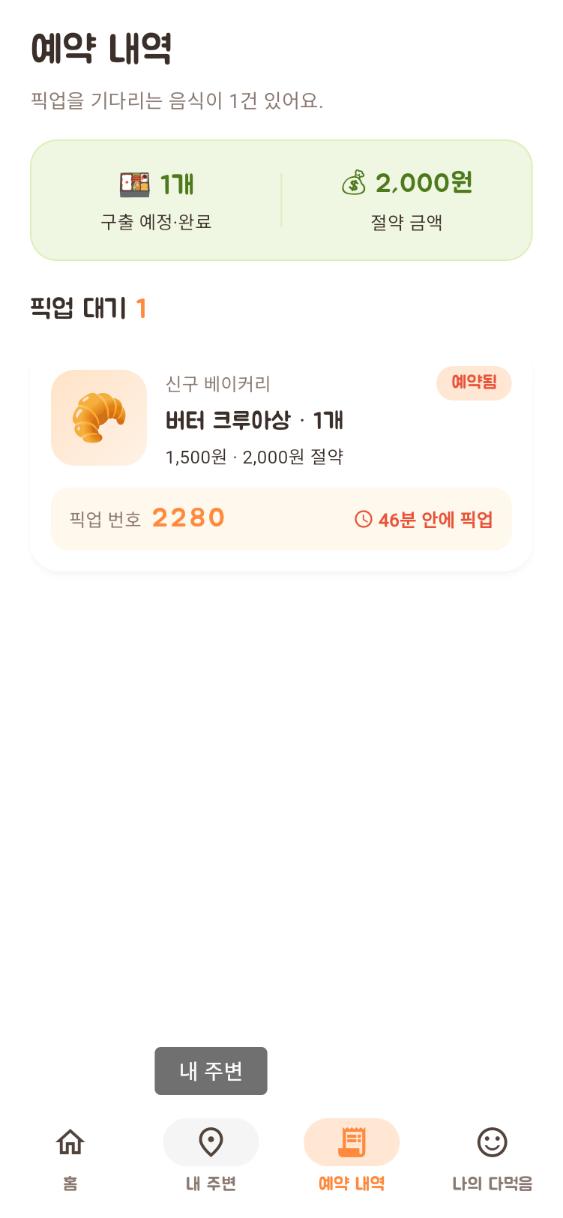 예약 내역
픽업을 기다리는 음식이 1건 있어요.
1개
2,000원
구출 예정·완료
절약 금액
픽업 대기 1
신구 베이커리
예약됨
버터 크루아상 · 1개
1,500원 · 2,000원 절약
픽업 번호 2280
46분 안에 픽업
내 주변
홈
내 주변
예약 내역
나의 다먹음